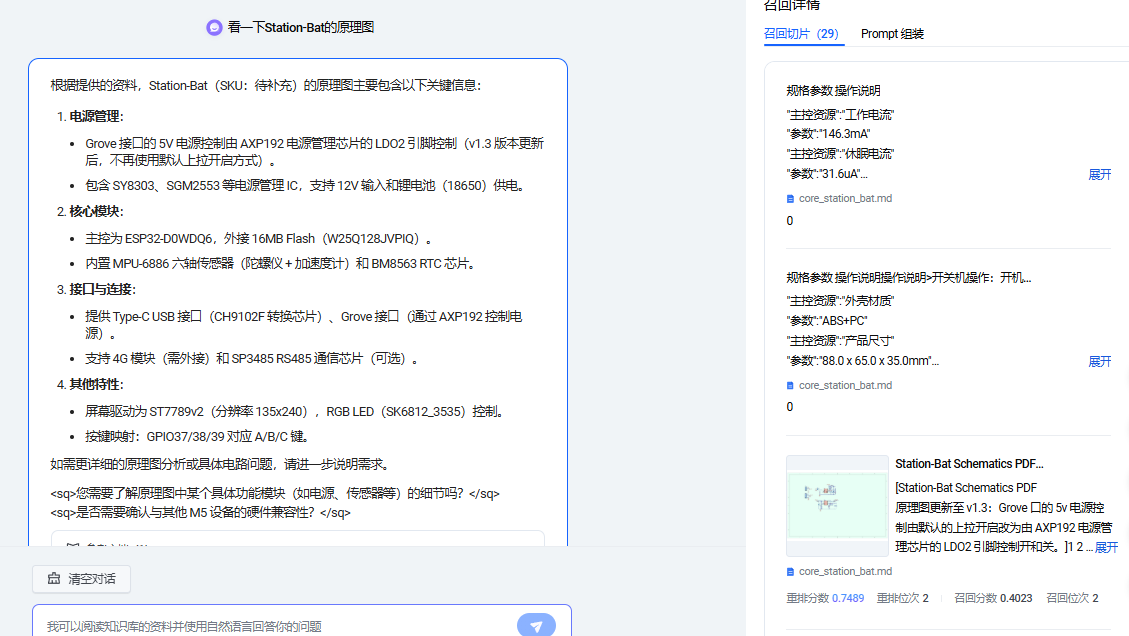 看一下Station-Bat的原理图
根据提供的资料，Station-Bat（SKU：待补充）的原理图主要包含以下关键信息：
1. 电源管理：
• Grove 接口的 5V 电源控制由 AXP192 电源管理芯片的 LDO2 引脚控制（v1.3 版本更新
后，不再使用默认上拉开启方式）。
• 包含 SY8303、SGM2553 等电源管理 IC，支持 12V 输入和锂电池（18650）供电。
2. 核心模块：
• 主控为 ESP32-D0WDQ6，外接 16MB Flash（W25Q128JVPIQ）。
• 内置 MPU-6886 六轴传感器（陀螺仪 + 加速度计）和 BM8563 RTC 芯片。
3. 接口与连接：
• 提供 Type-C USB 接口（CH9102F 转换芯片）、Grove 接口（通过 AXP192 控制电
源）。
• 支持 4G 模块（需外接）和 SP3485 RS485 通信芯片（可选）。
4. 其他特性：
• 屏幕驱动为 ST7789v2（分辨率 135x240），RGB LED（SK6812_3535）控制。
• 按键映射：GPIO37/38/39 对应 A/B/C 键。
如需更详细的原理图分析或具体电路问题，请进一步说明需求。
<sq>您需要了解原理图中某个具体功能模块（如电源、传感器等）的细节吗？</sq>
<sq>是否需要确认与其他 M5 设备的硬件兼容性？</sq>
清空对话
我可以阅读知识库的资料并使用自然语言回答你的问题
召回详情
召回切片（29） Prompt 组装
规格参数 操作说明
"主控资源":"工作电流"
"参数":"146.3mA"
"主控资源":"休眠电流"
"参数":"31.6uA"... 展开
core_station_bat.md
0
规格参数 操作说明操作说明>开关机操作：开机...
"主控资源":"外壳材质"
"参数":"ABS+PC"
"主控资源":"产品尺寸"
"参数":"88.0 x 65.0 x 35.0mm"... 展开
core_station_bat.md
0
Station-Bat Schematics PDF...
[Station-Bat Schematics PDF
原理图更新至 v1.3：Grove 口的 5v 电源控
制由默认的上拉开启改为由 AXP192 电源管
理芯片的 LDO2 引脚控制开和关。]1 2 ... 展开
core_station_bat.md
重排分数 0.7489 重排位次 2 召回分数 0.4023 召回位次 2